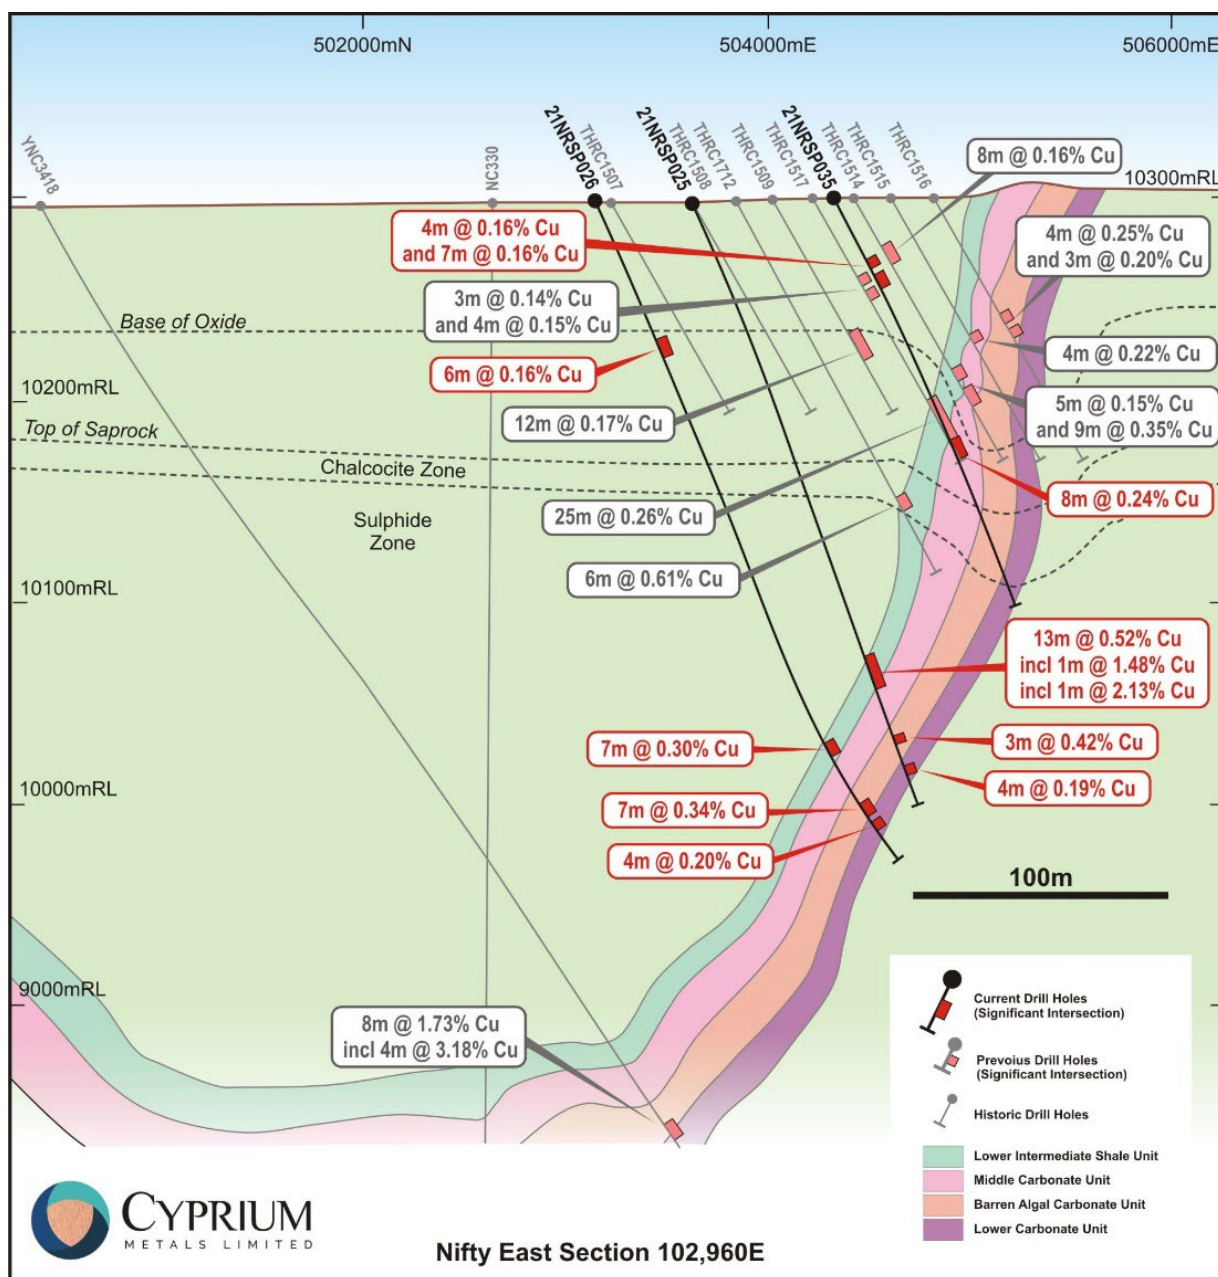 502000mN
504000mE
506000mE
YNC3418
NC330
21NRSP026
THRC1507
21NRSP025
THRC1508
THRC1712
THRC1509
THRC1517
21NRSP035
THRC1514
THRC1515
THRC1516
8m @ 0.16% Cu
10300mRL
4m @ 0.16% Cu
and 7m @ 0.16% Cu
4m @ 0.25% Cu
and 3m @ 0.20% Cu
3m @ 0.14% Cu
and 4m @ 0.15% Cu
Base of Oxide
4m @ 0.22% Cu
6m @ 0.16% Cu
10200mRL
5m @ 0.15% Cu
and 9m @ 0.35% Cu
12m @ 0.17% Cu
Top of Saprock
Chalcocite Zone
8m @ 0.24% Cu
25m @ 0.26% Cu
Sulphide
Zone
6m @ 0.61% Cu
10100mRL
13m @ 0.52% Cu
incl 1m @ 1.48% Cu
incl 1m @ 2.13% Cu
7m @ 0.30% Cu
3m @ 0.42% Cu
10000mRL
4m @ 0.19% Cu
7m @ 0.34% Cu
4m @ 0.20% Cu
100m
9000mRL
8m @ 1.73% Cu
incl 4m @ 3.18% Cu
Current Drill Holes
(Significant Intersection)
Prevoius Drill Holes
(Significant Intersection)
Historic Drill Holes
Lower Intermediate Shale Unit
Middle Carbonate Unit
Barren Algal Carbonate Unit
Lower Carbonate Unit
CYPRIUM
METALS LIMITED
Nifty East Section 102,960E